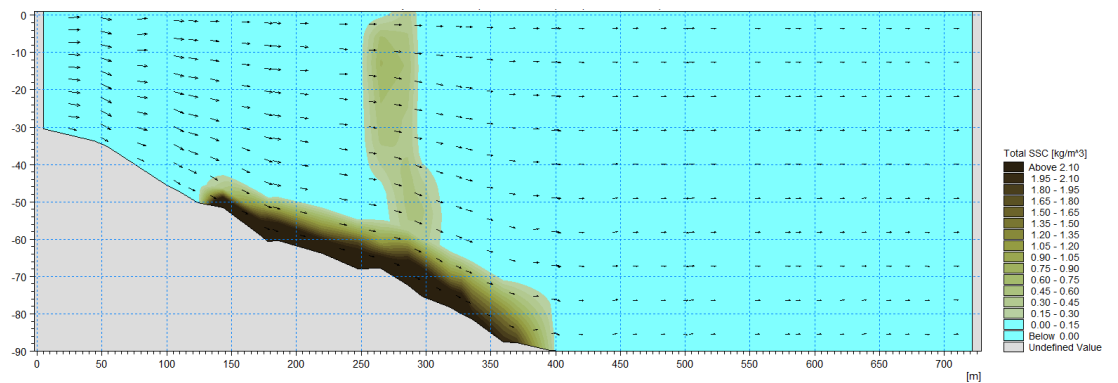 0
-10
-20
-30
-40
-50
-60
-70
-80
-90
0 50 100 150 200 250 300 350 400 450 500 550 600 650 700
[m]
Total SSC [kg/m^3]
Above 2.10
1.95 - 2.10
1.80 - 1.95
1.65 - 1.80
1.50 - 1.65
1.35 - 1.50
1.20 - 1.35
1.05 - 1.20
0.90 - 1.05
0.75 - 0.90
0.60 - 0.75
0.45 - 0.60
0.30 - 0.45
0.15 - 0.30
0.00 - 0.15
Below 0.00
Undefined Value